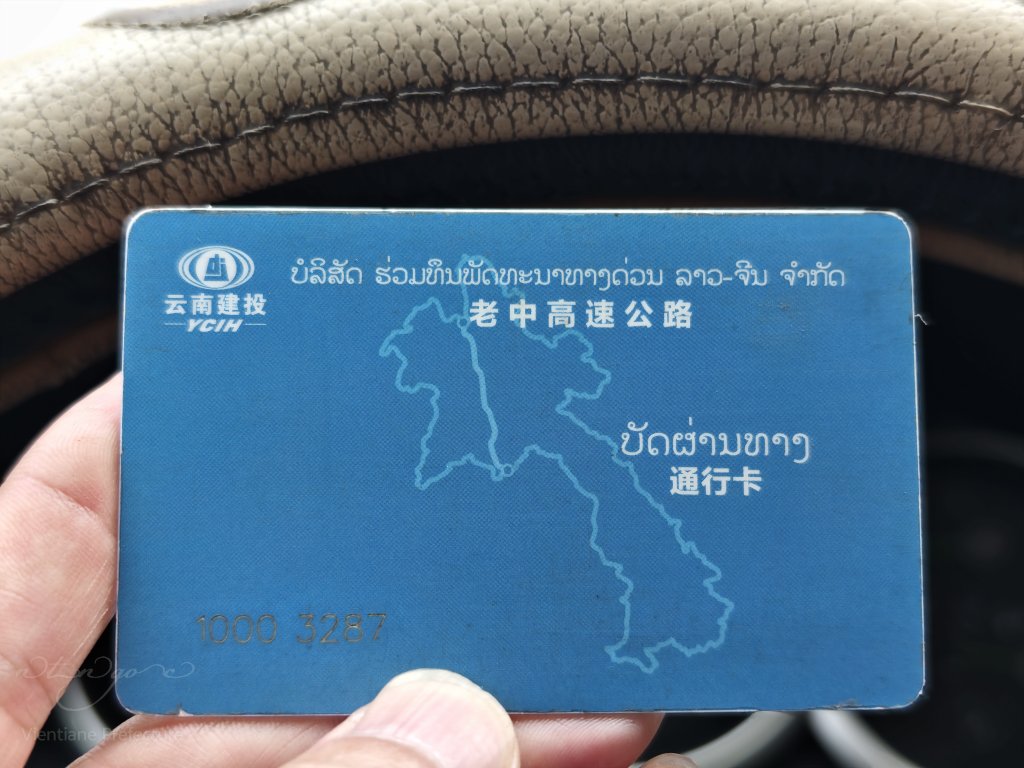 ບໍລິສັດ ຮ່ວມທຶນພັດທະນາທາງດ່ວນ ລາວ-ຈີນ ຈຳກັດ
老中高速公路
云南建投
YCIH
ບັດຜ່ານທາງ
通行卡
1000 3287
Vientiane Prefecture